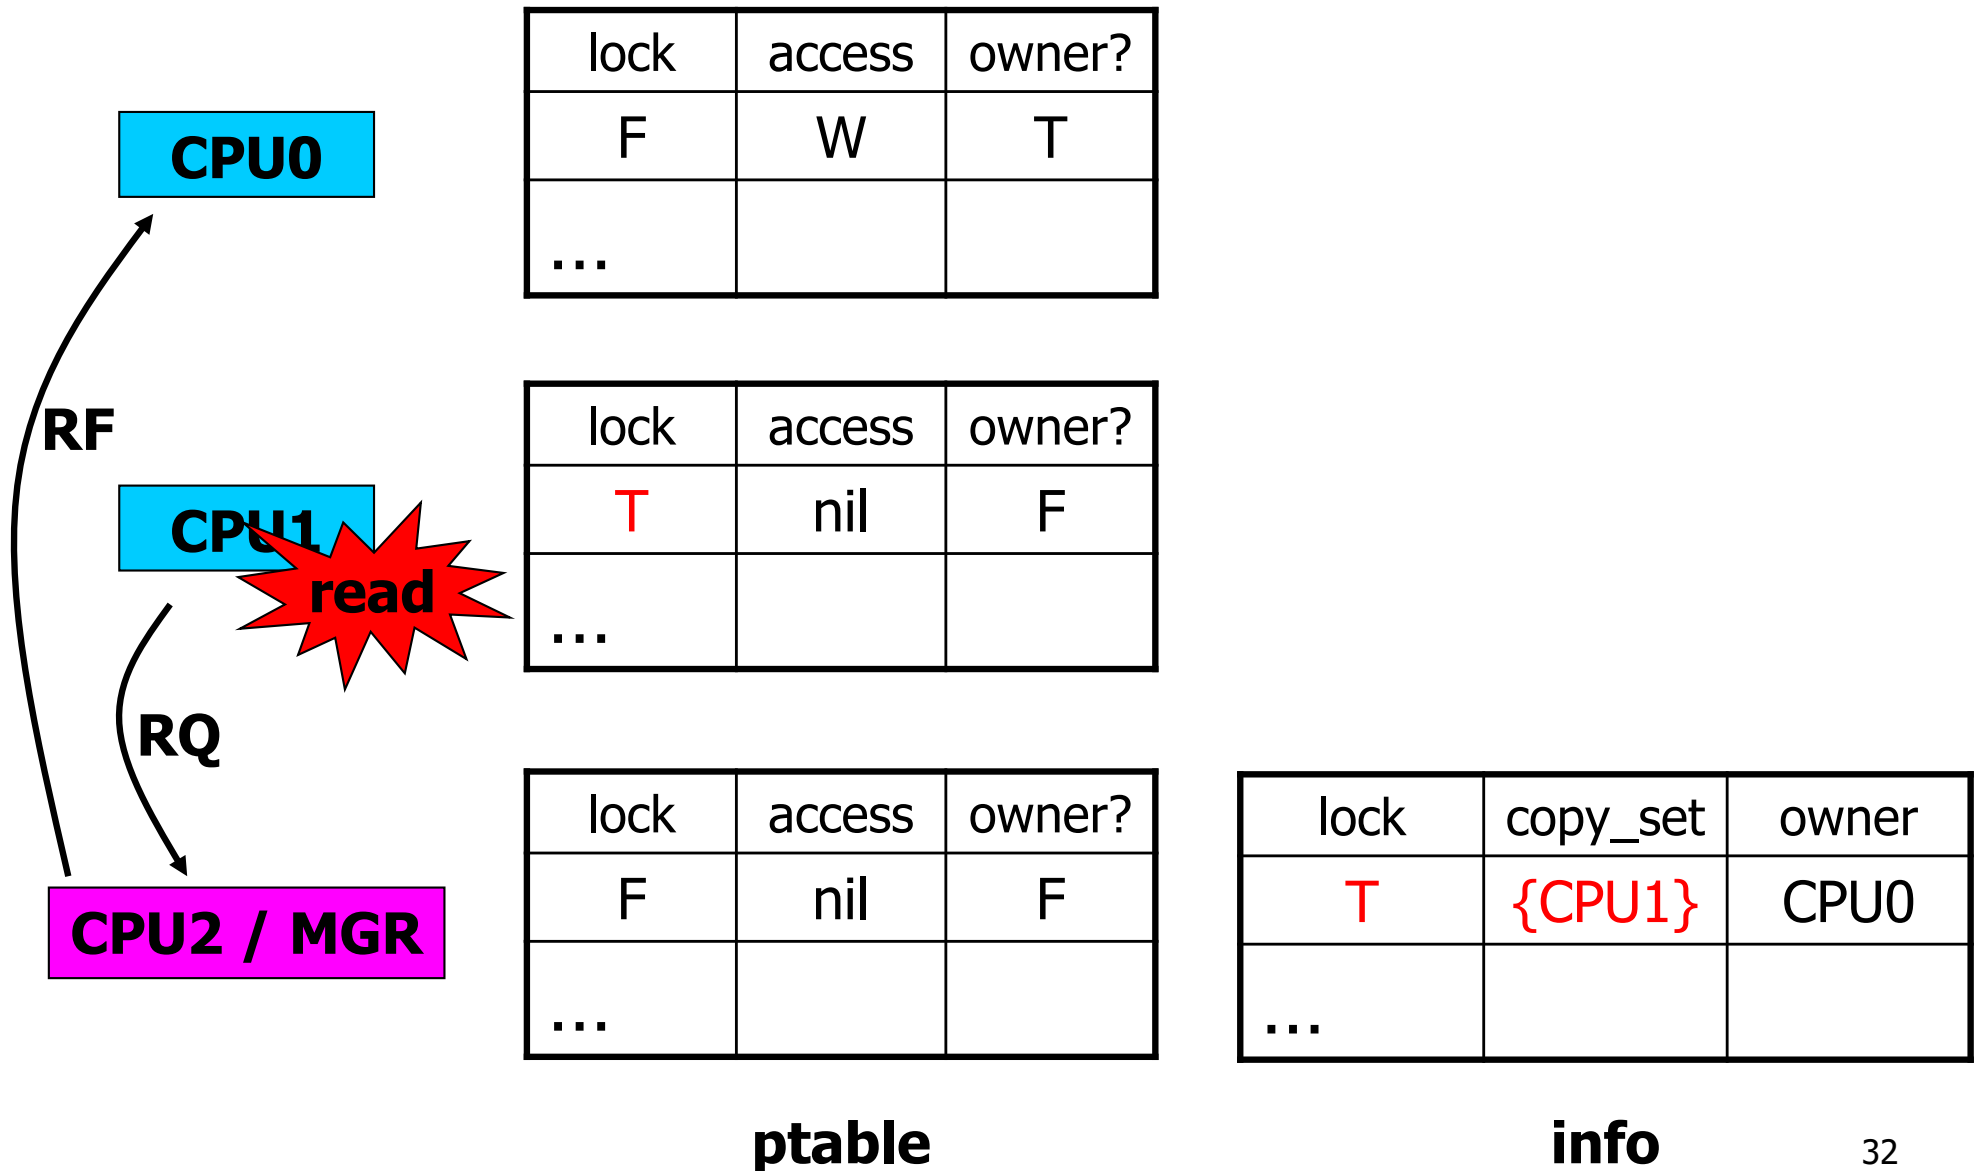 lock access owner?
CPU0 F W T
...
RF
lock access owner?
CPU1 T nil F
read
...
RQ
lock access owner?
lock copy_set owner
CPU2 / MGR F nil F
T {CPU1} CPU0
...
...
ptable info 32